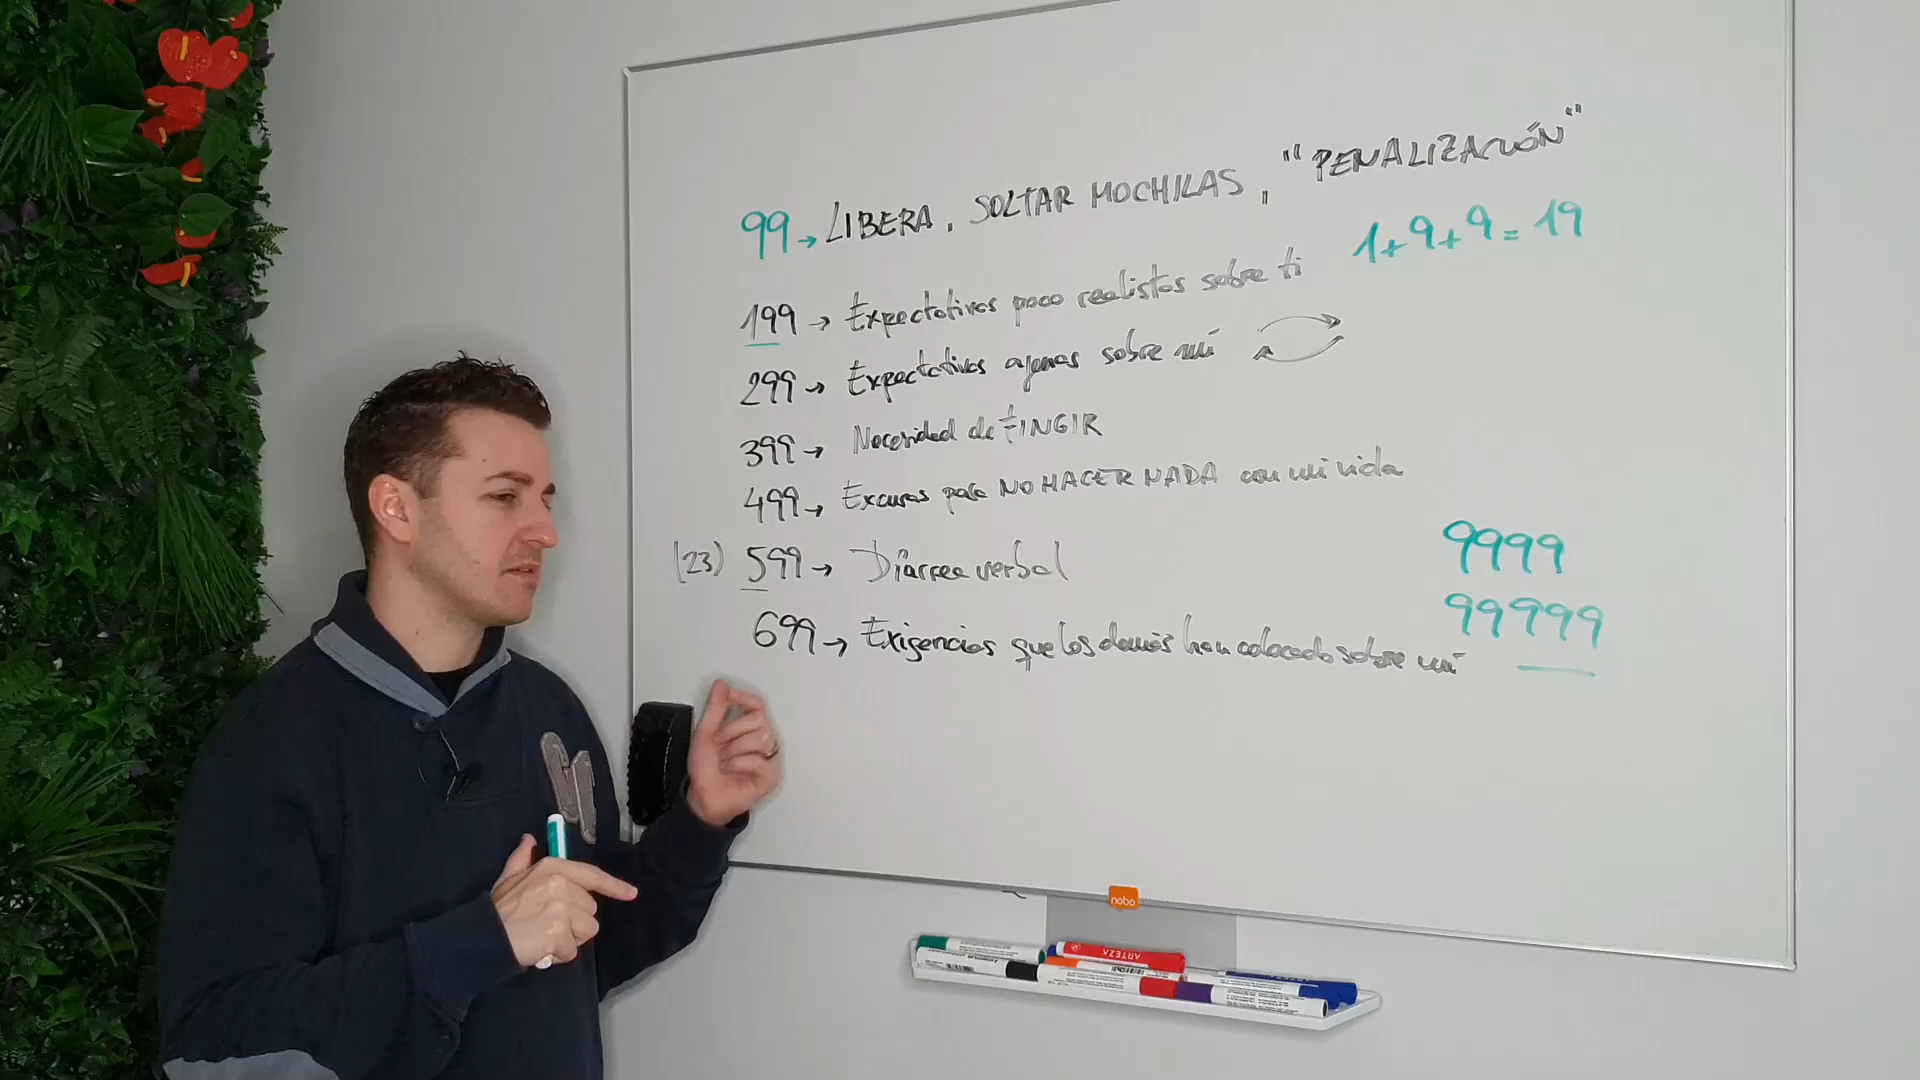 99→ LIBERA, SOLTAR MOCHILAS, "PENALIZACIÓN"
1+9+9=19
199→ Expectativas poco realistas sobre ti
299→ Expectativas ajenas sobre mí
399→ Necesidad de FINGIR
499→ Excusas para NO HACER NADA con mi vida
9999
(23) 599→ Diarrea verbal
99999
699→ Exigencias que los demás han colocado sobre mí
nobo
ARTEZA